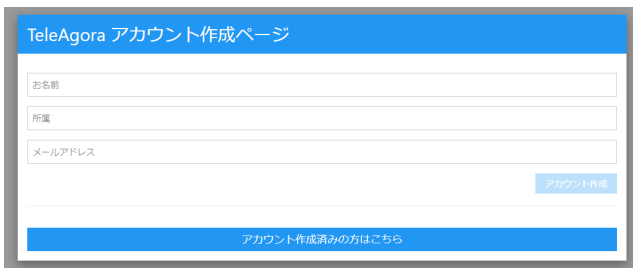 TeleAgora アカウント作成ページ
お名前
所属
メールアドレス
アカウント作成
アカウント作成済みの方はこちら